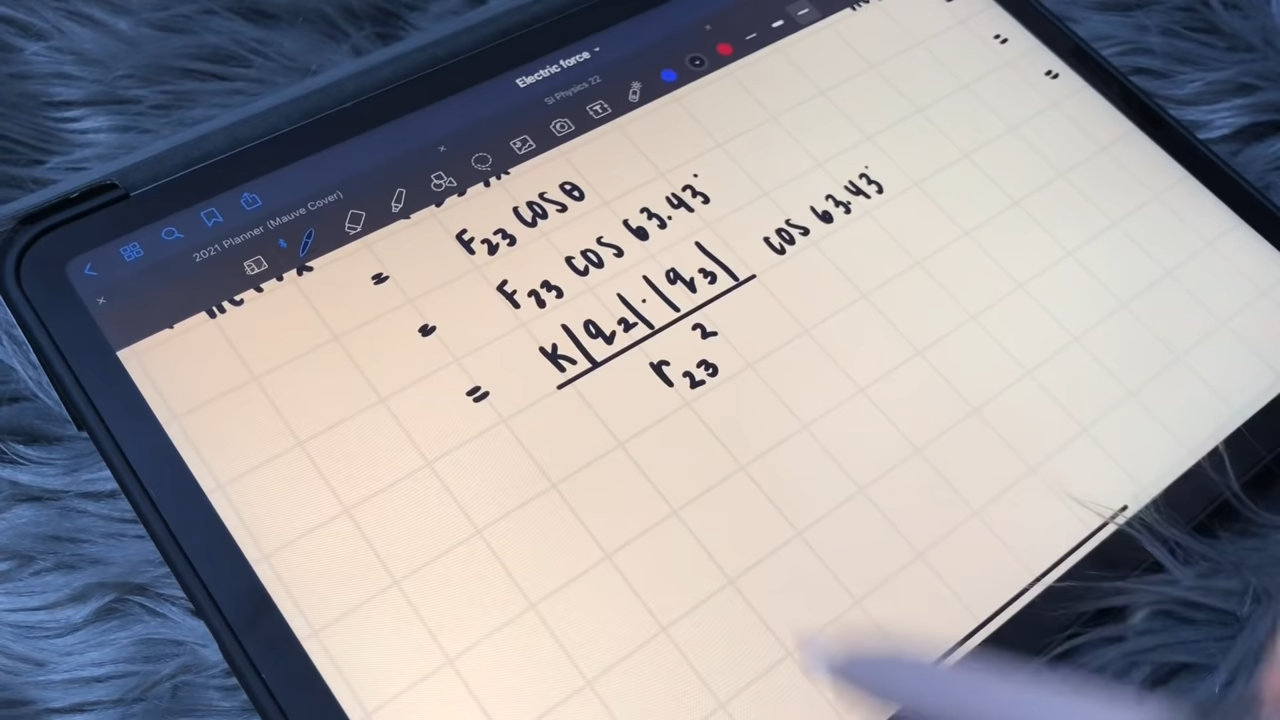 Electric force
SI Physics 22
2021 Planner (Mauve Cover)
= F23 cos θ
= F23 cos 63.43°
= K|q2|·|q3| / r23² cos 63.43°
=
=